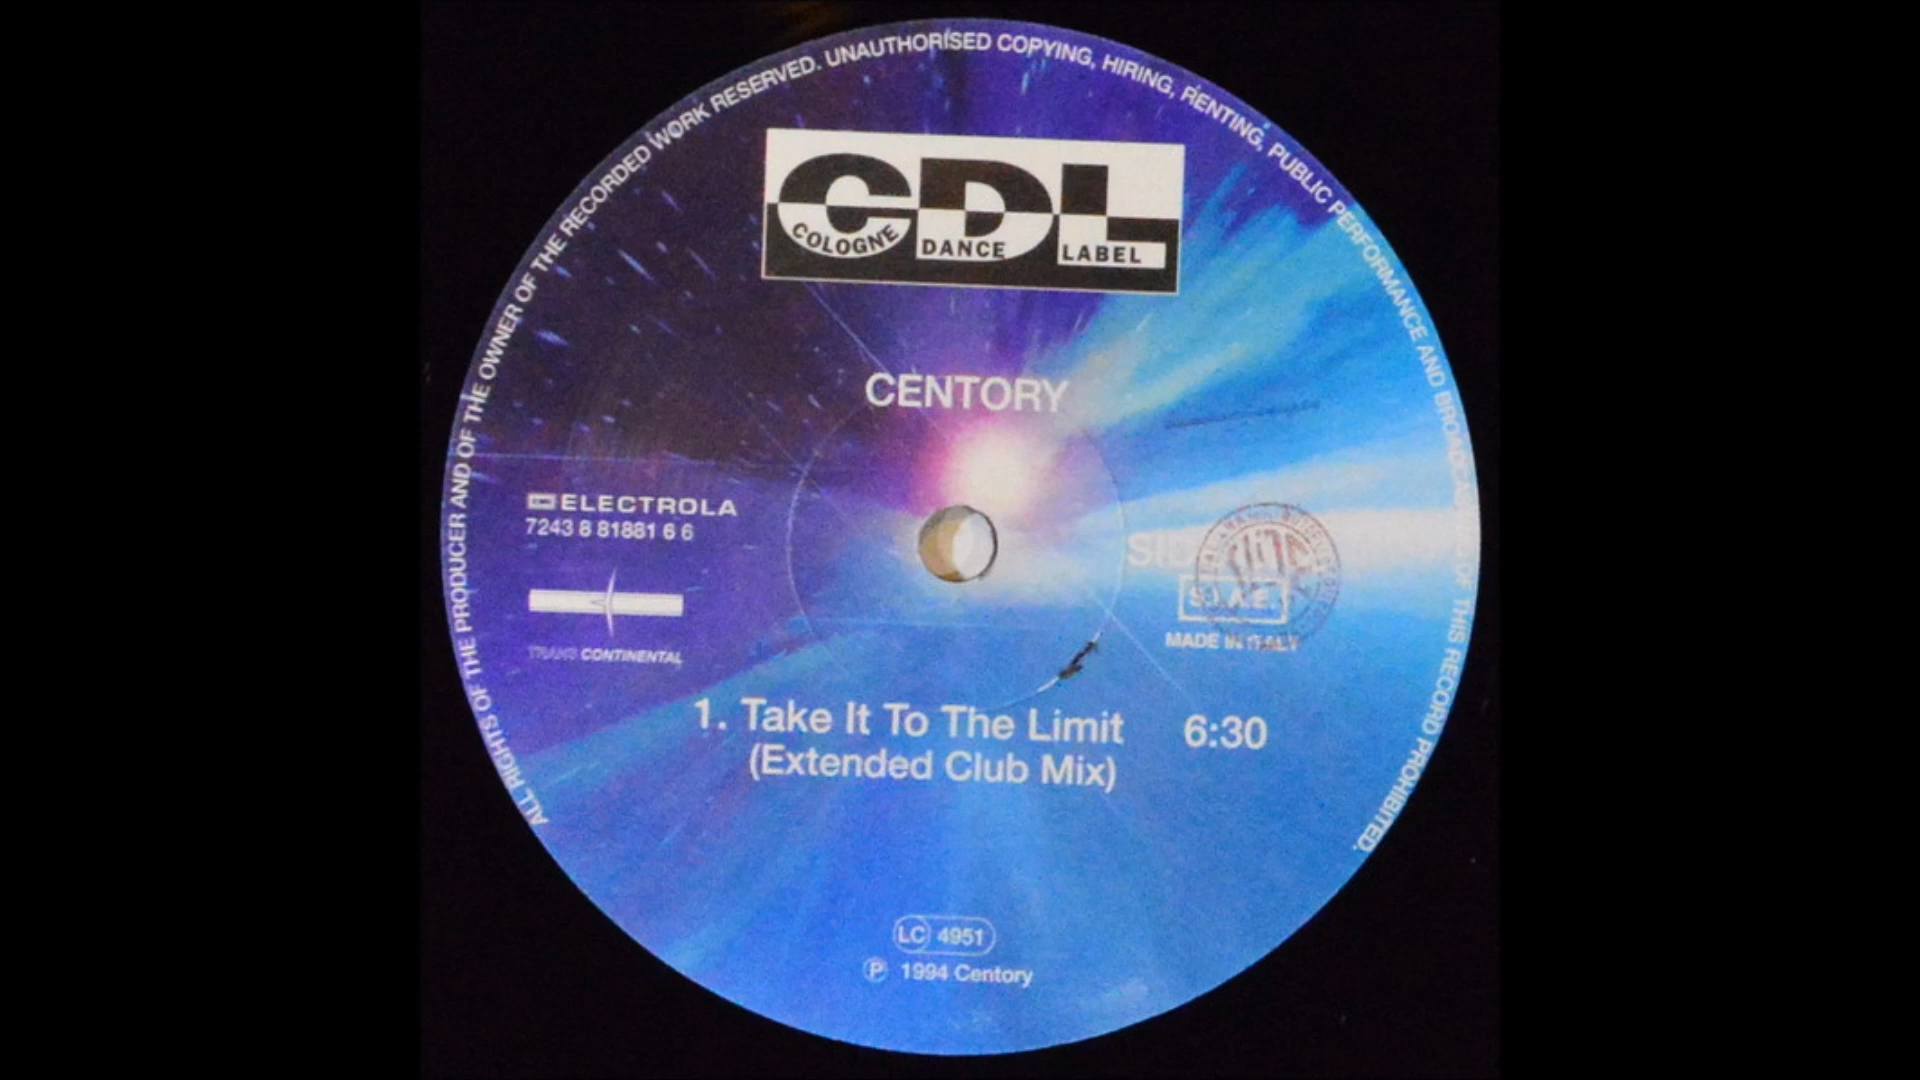 ALL RIGHTS OF THE PRODUCER AND OF THE OWNER OF THE RECORDED WORK RESERVED. UNAUTHORISED COPYING, HIRING, RENTING, PUBLIC PERFORMANCE AND BROADCASTING OF THIS RECORD PROHIBITED.
CDL
COLOGNE DANCE LABEL
CENTORY
ELECTROLA
7243 8 81881 6 6
S.I.A.E.
MADE IN ITALY
TRANS CONTINENTAL
1. Take It To The Limit 6:30
(Extended Club Mix)
LC 4951
Ⓟ 1994 Centory